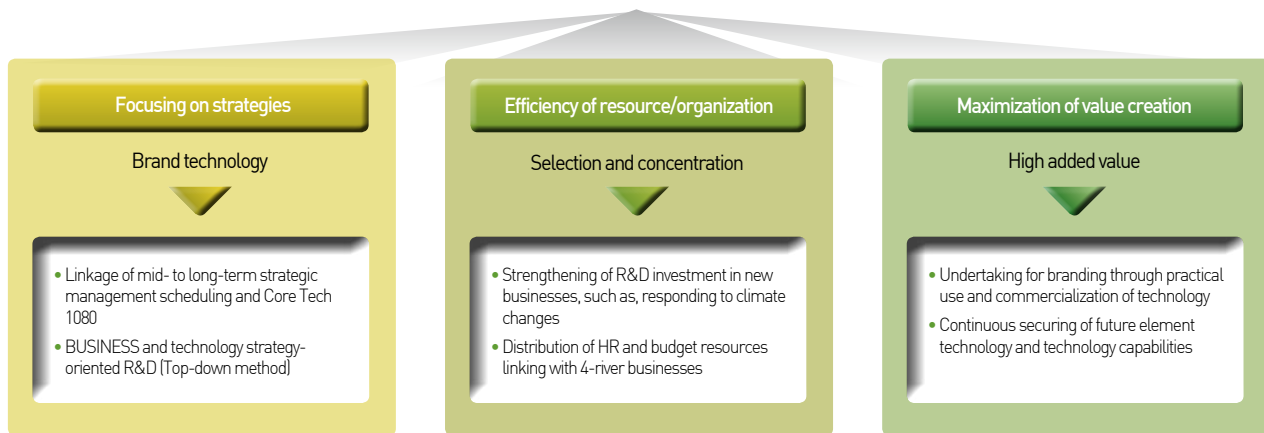 Focusing on strategies
Brand technology
• Linkage of mid- to long-term strategic
management scheduling and Core Tech
1080
• BUSINESS and technology strategy-
oriented R&D (Top-down method)
Efficiency of resource/organization
Selection and concentration
• Strengthening of R&D investment in new
businesses, such as, responding to climate
changes
• Distribution of HR and budget resources
linking with 4-river businesses
Maximization of value creation
High added value
• Undertaking for branding through practical
use and commercialization of technology
• Continuous securing of future element
technology and technology capabilities